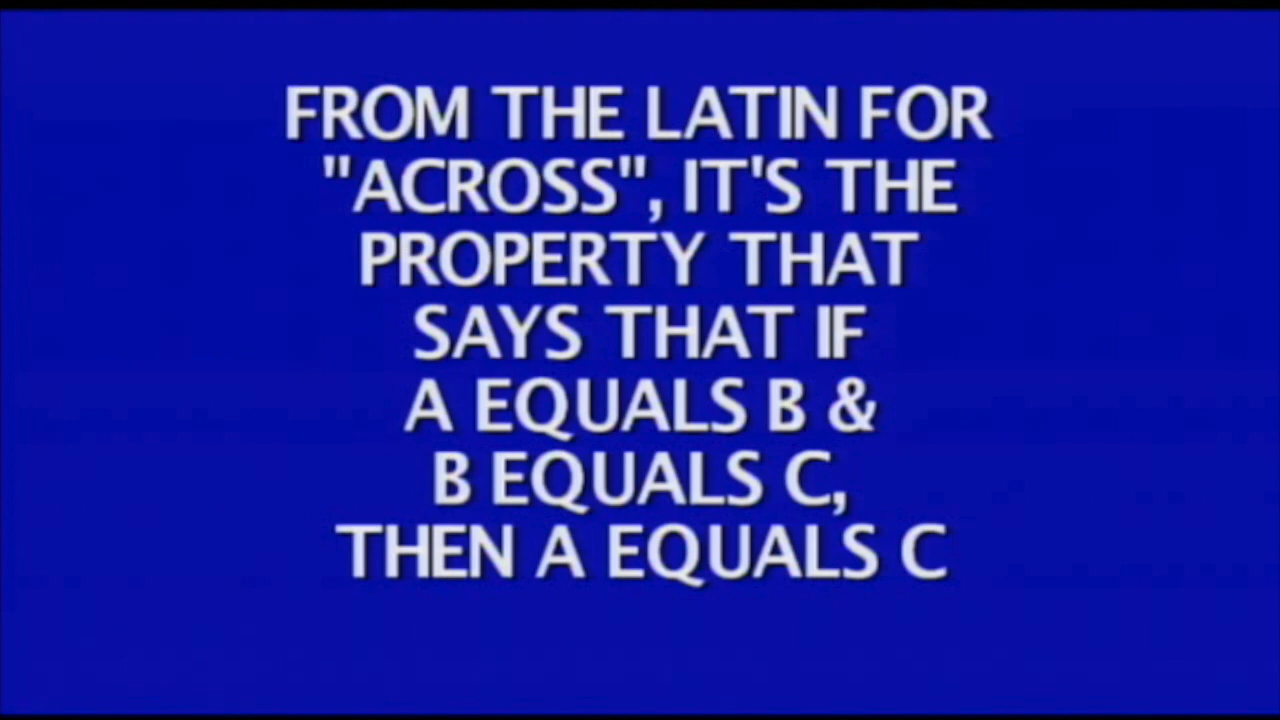 FROM THE LATIN FOR
"ACROSS", IT'S THE
PROPERTY THAT
SAYS THAT IF
A EQUALS B &
B EQUALS C,
THEN A EQUALS C